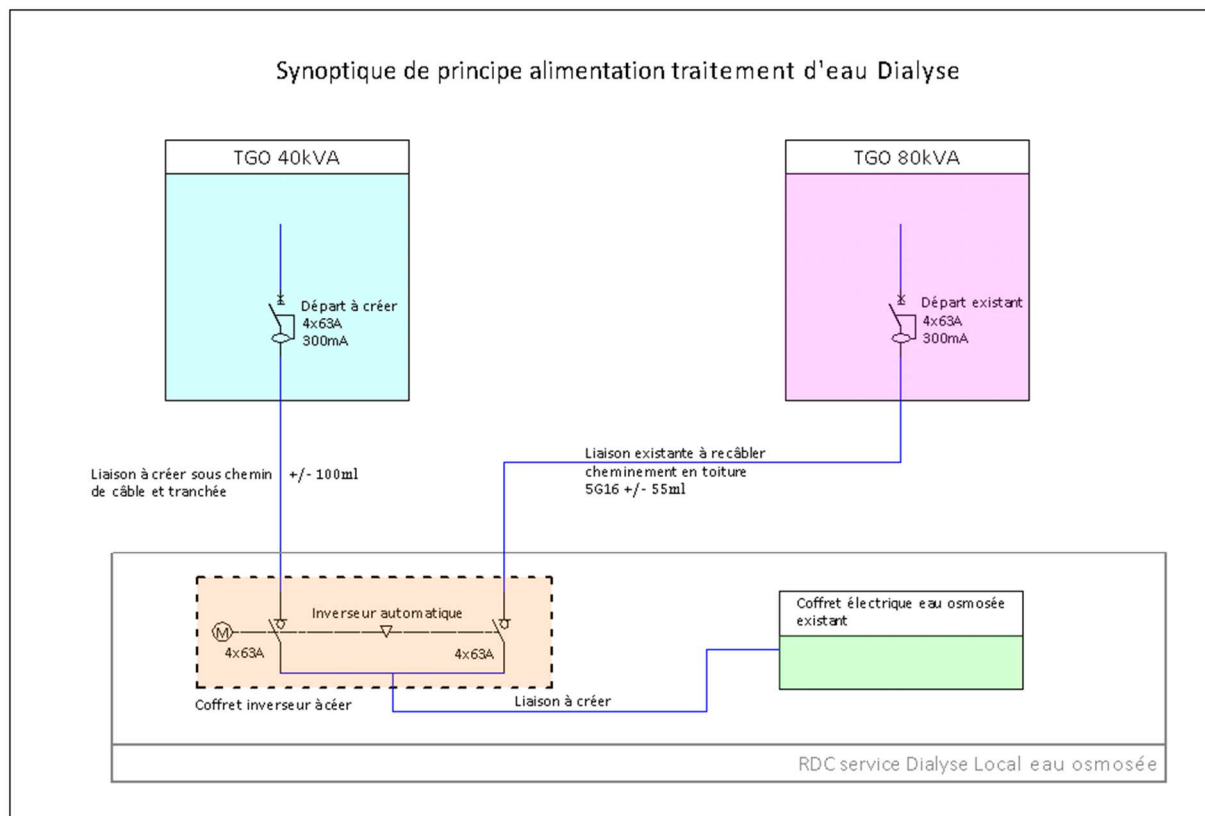 Synoptique de principe alimentation traitement d'eau Dialyse
TGO 40kVA
TGO 80kVA
Départ à créer
4x63A
300mA
Départ existant
4x63A
300mA
Liaison à créer sous chemin
de câble et tranchée
+/- 100ml
Liaison existante à recâbler
cheminement en toiture
5G16 +/- 55ml
Inverseur automatique
M
4x63A
4x63A
Coffret électrique eau osmosée
existant
Coffret inverseur àcéer
Liaison à créer
RDC service Dialyse Local eau osmosée